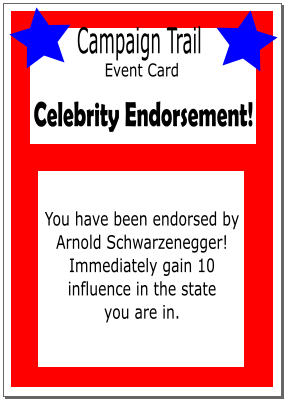 Campaign Trail
Event Card
Celebrity Endorsement!
You have been endorsed by
Arnold Schwarzenegger!
Immediately gain 10
influence in the state
you are in.